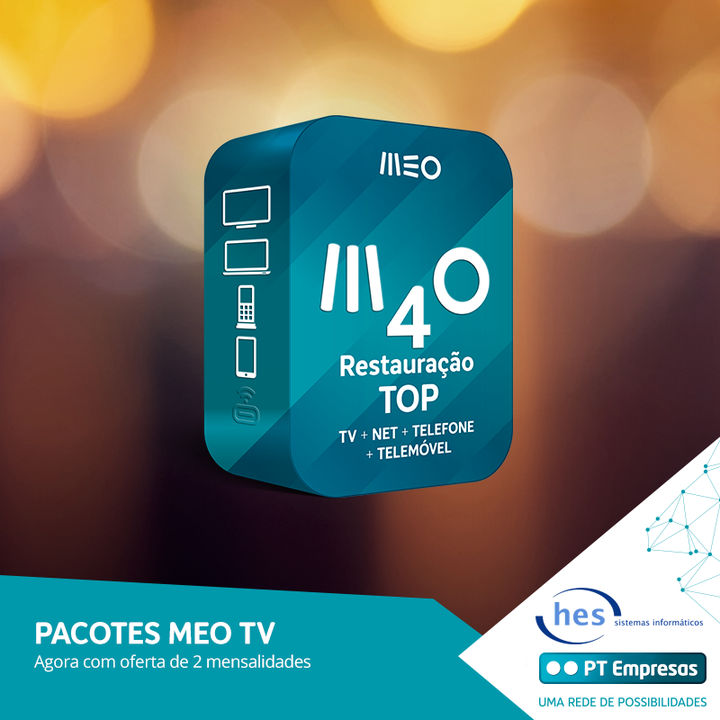 MEO
M4O
Restauração
TOP
TV + NET + TELEFONE
+ TELEMÓVEL
PACOTES MEO TV
Agora com oferta de 2 mensalidades
hes sistemas informáticos
PT Empresas
UMA REDE DE POSSIBILIDADES